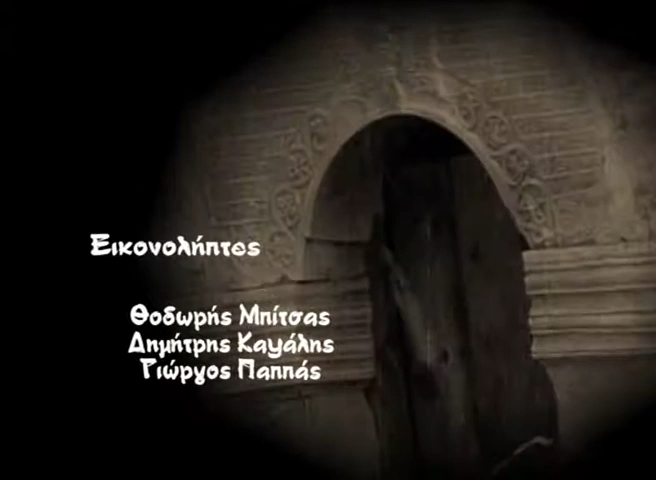 Εικονολήπτες
Θοδωρής Μπίτσας
Δημήτρης Καγάλης
Γιώργος Παππάς